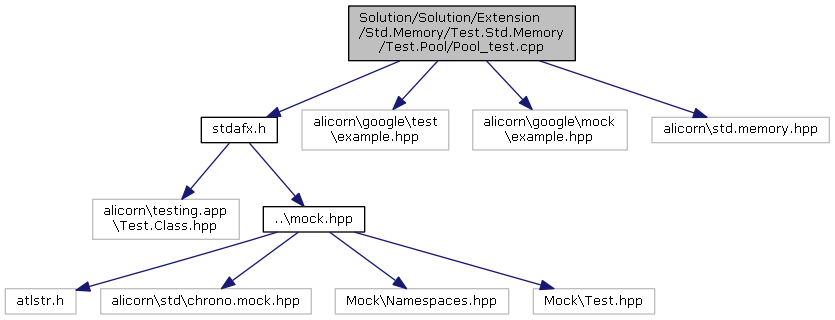 Solution/Solution/Extension
/Std.Memory/Test.Std.Memory
/Test.Pool/Pool_test.cpp
stdafx.h
alicorn\google\test
\example.hpp
alicorn\google\mock
\example.hpp
alicorn\std.memory.hpp
alicorn\testing.app
\Test.Class.hpp
..\mock.hpp
atlstr.h
alicorn\std\chrono.mock.hpp
Mock\Namespaces.hpp
Mock\Test.hpp